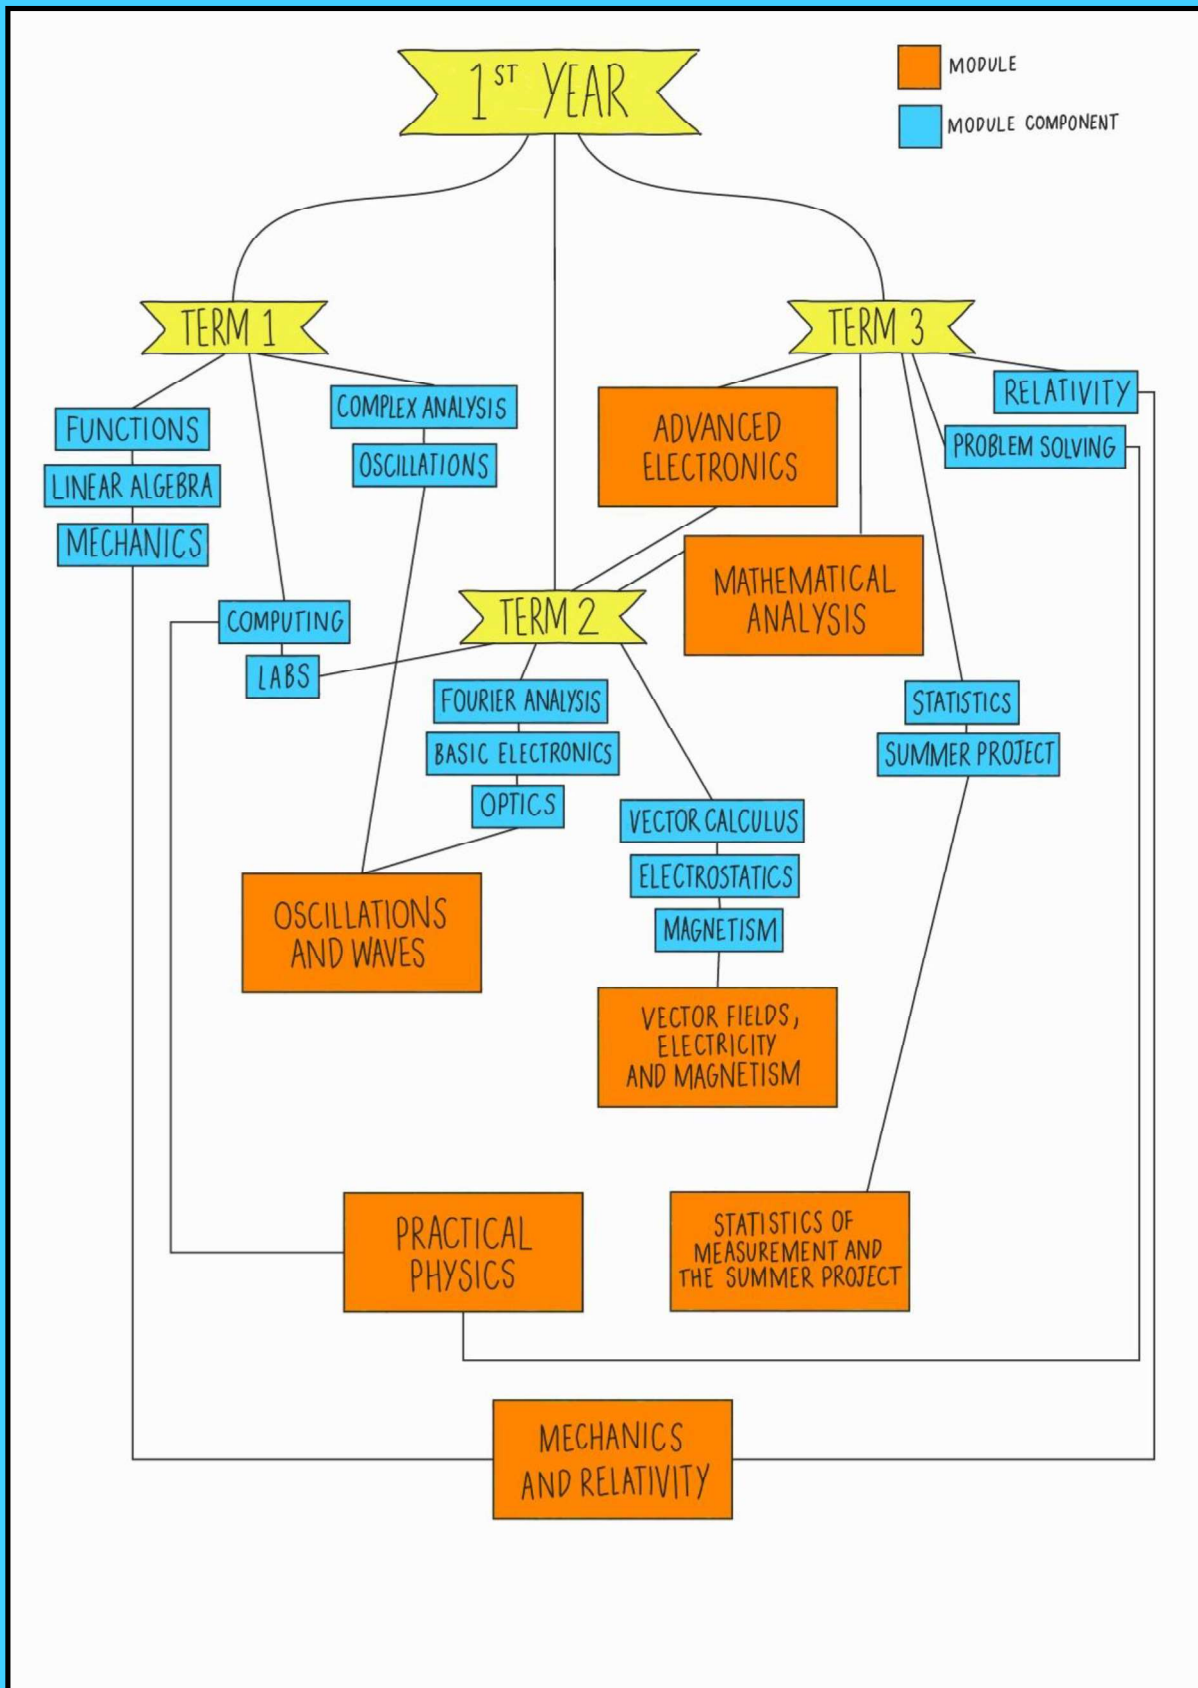 1ST YEAR
MODULE
MODULE COMPONENT
TERM 1
TERM 3
FUNCTIONS
LINEAR ALGEBRA
MECHANICS
COMPLEX ANALYSIS
OSCILLATIONS
COMPUTING
LABS
ADVANCED
ELECTRONICS
RELATIVITY
PROBLEM SOLVING
MATHEMATICAL
ANALYSIS
TERM 2
FOURIER ANALYSIS
BASIC ELECTRONICS
OPTICS
STATISTICS
SUMMER PROJECT
VECTOR CALCULUS
ELECTROSTATICS
MAGNETISM
OSCILLATIONS
AND WAVES
VECTOR FIELDS,
ELECTRICITY
AND MAGNETISM
PRACTICAL
PHYSICS
STATISTICS OF
MEASUREMENT AND
THE SUMMER PROJECT
MECHANICS
AND RELATIVITY